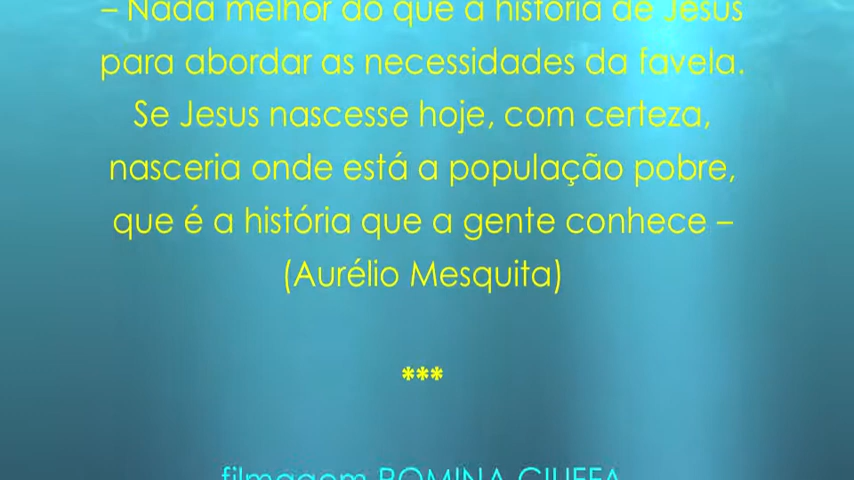 – Nada melhor do que a história de Jesus
para abordar as necessidades da favela.
Se Jesus nascesse hoje, com certeza,
nasceria onde está a população pobre,
que é a história que a gente conhece –
(Aurélio Mesquita)
***
filmagem ROMINA CIUFFA